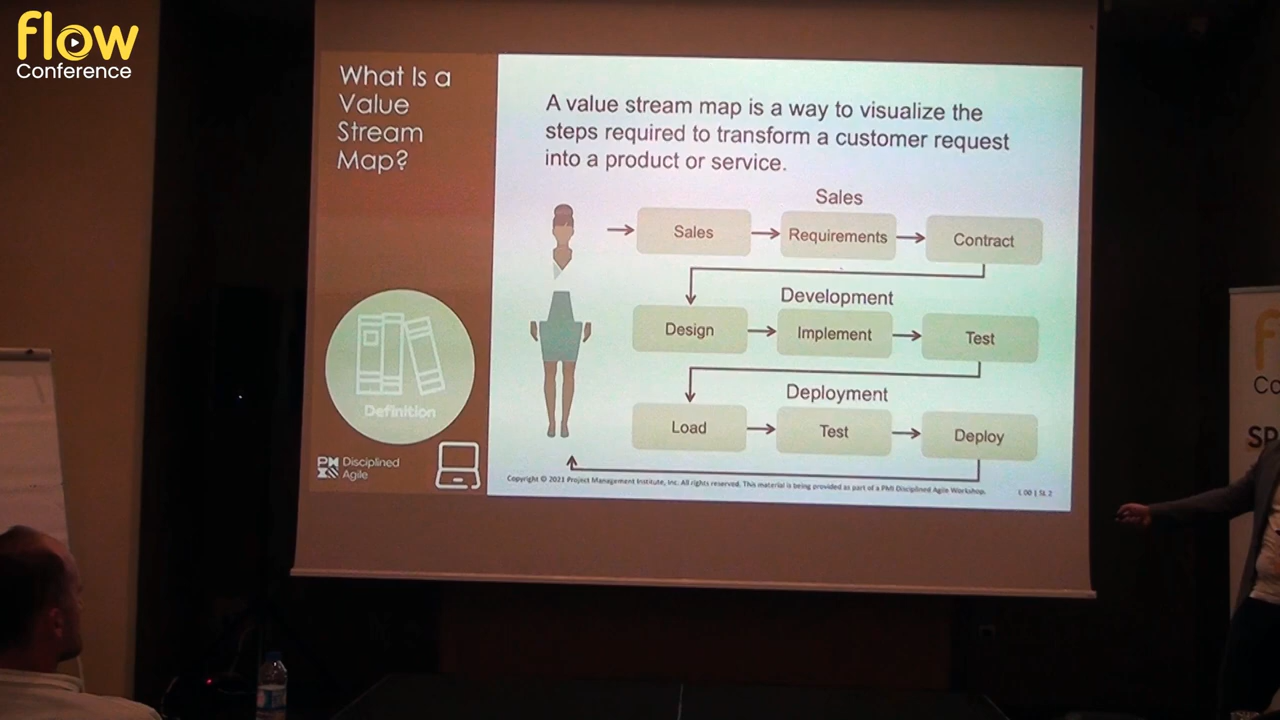 flow
Conference
What Is a
Value
Stream
Map?
A value stream map is a way to visualize the
steps required to transform a customer request
into a product or service.
Sales
Sales
Requirements
Contract
Development
Design
Implement
Test
Deployment
Load
Test
Deploy
Definition
Disciplined
Agile
Copyright © 2021 Project Management Institute, Inc. All rights reserved. This material is being provided as part of a PMI Disciplined Agile Workshop.